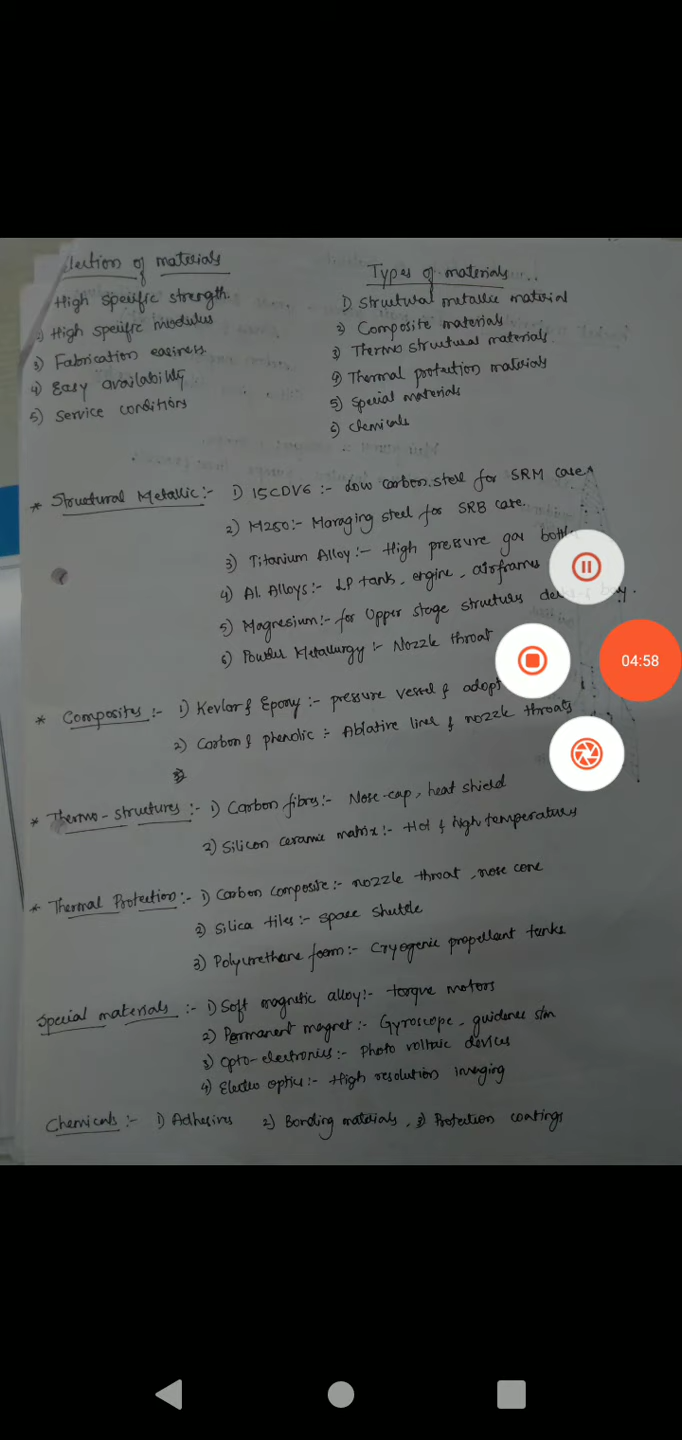 lection of materials
High specific strength.
2) High specific modulus
3) Fabrication easiness.
4) Easy availability
5) Service conditions
Types of materials
1) Structural metallic material
2) Composite materials
3) Thermo structural materials.
4) Thermal protection materials
5) Special materials
6) Chemicals
* Structural Metallic :- 1) 15CDV6 :- Low carbon steel for SRM cases
2) M250 :- Maraging steel for SRB case.
3) Titanium Alloy :- High pressure gas bottle
4) Al. Alloys :- LP tank, engine, airframes
5) Magnesium :- for Upper stage structures de
6) Powder Metallurgy :- Nozzle throat
* Composites :- 1) Kevlar & Epoxy :- pressure vessel & adopt
2) Carbon & phenolic :- Ablative liner & nozzle throats
3)
* Thermo-structures :- 1) Carbon fibres :- Nose-cap, heat shield
2) Silicon ceramic matrix :- Hot & high temperatures
* Thermal Protection :- 1) Carbon composite :- nozzle throat, nose cone
2) Silica tiles :- space shuttle
3) Polyurethane foam :- Cryogenic propellant tanks
Special materials :- 1) Soft magnetic alloy :- torque motors
2) Permanent magnet :- Gyroscope, guidence s/m
3) Opto-electronics :- Photo voltaic devices
4) Electro optics :- High resolution imaging
Chemicals :- 1) Adhesives 2) Bonding materials, 3) Protection coatings
04:58